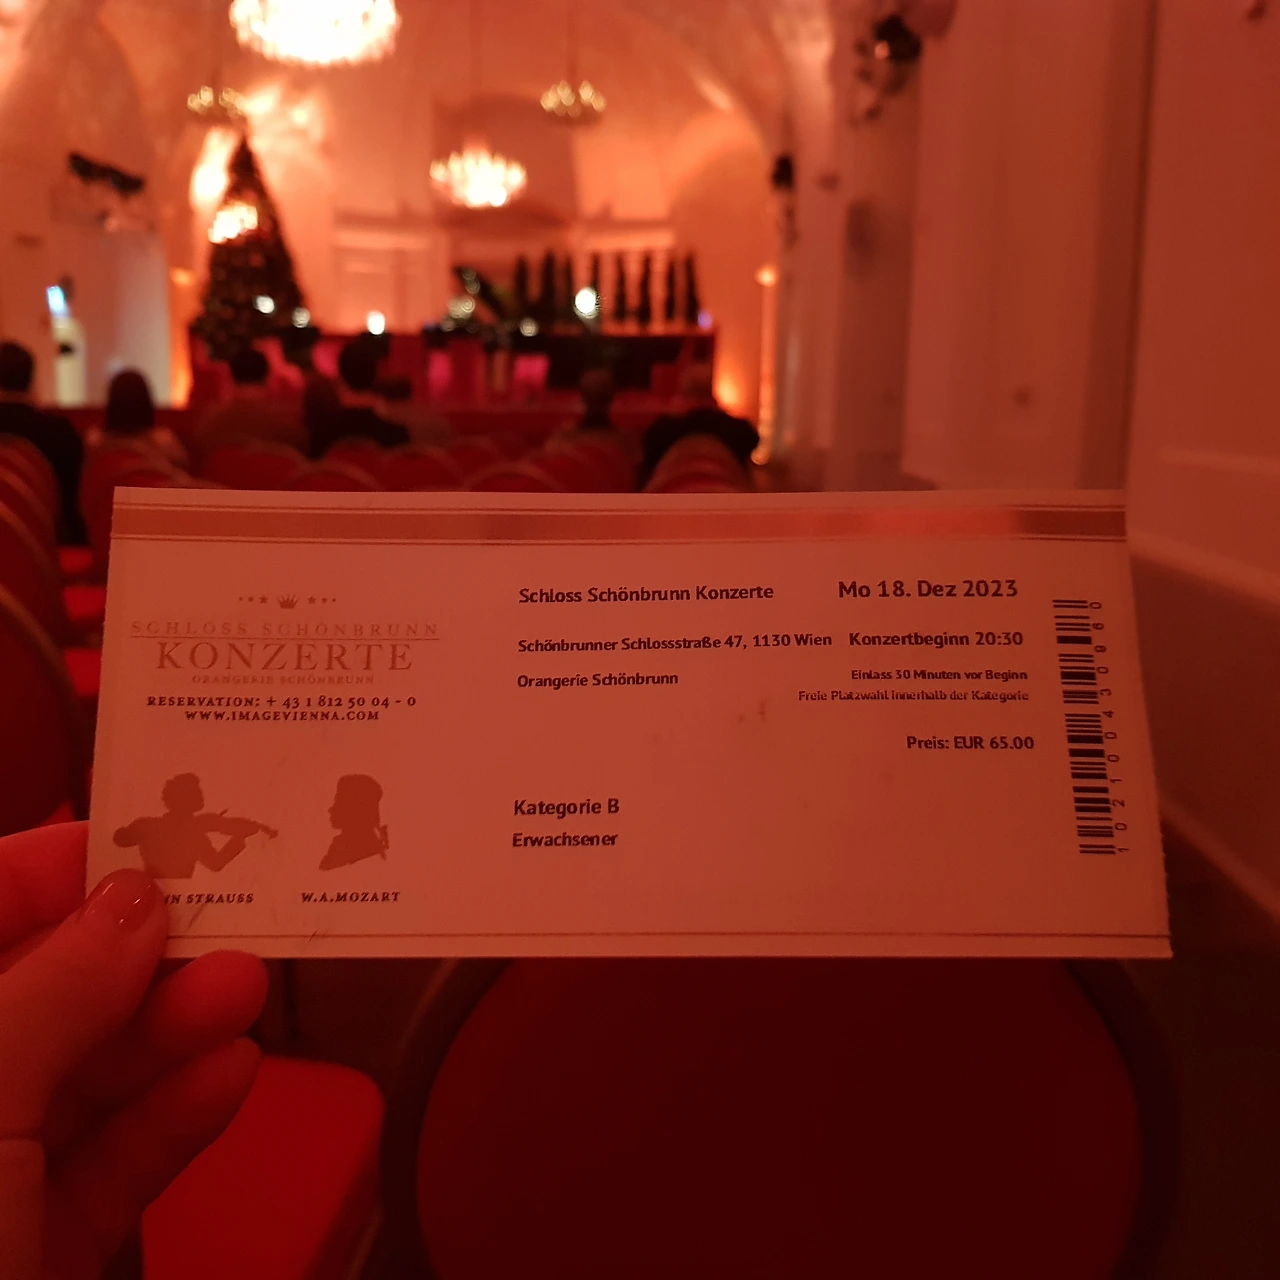 SCHLOSS SCHÖNBRUNN
KONZERTE
ORANGERIE SCHÖNBRUNN
RESERVATION: + 43 1 812 50 04 - 0
WWW.IMAGEVIENNA.COM
NN STRAUSS
W.A.MOZART
Schloss Schönbrunn Konzerte
Schönbrunner Schlossstraße 47, 1130 Wien
Orangerie Schönbrunn
Kategorie B
Erwachsener
Mo 18. Dez 2023
Konzertbeginn 20:30
Einlass 30 Minuten vor Beginn
Freie Platzwahl innerhalb der Kategorie
Preis: EUR 65.00
1021004430960